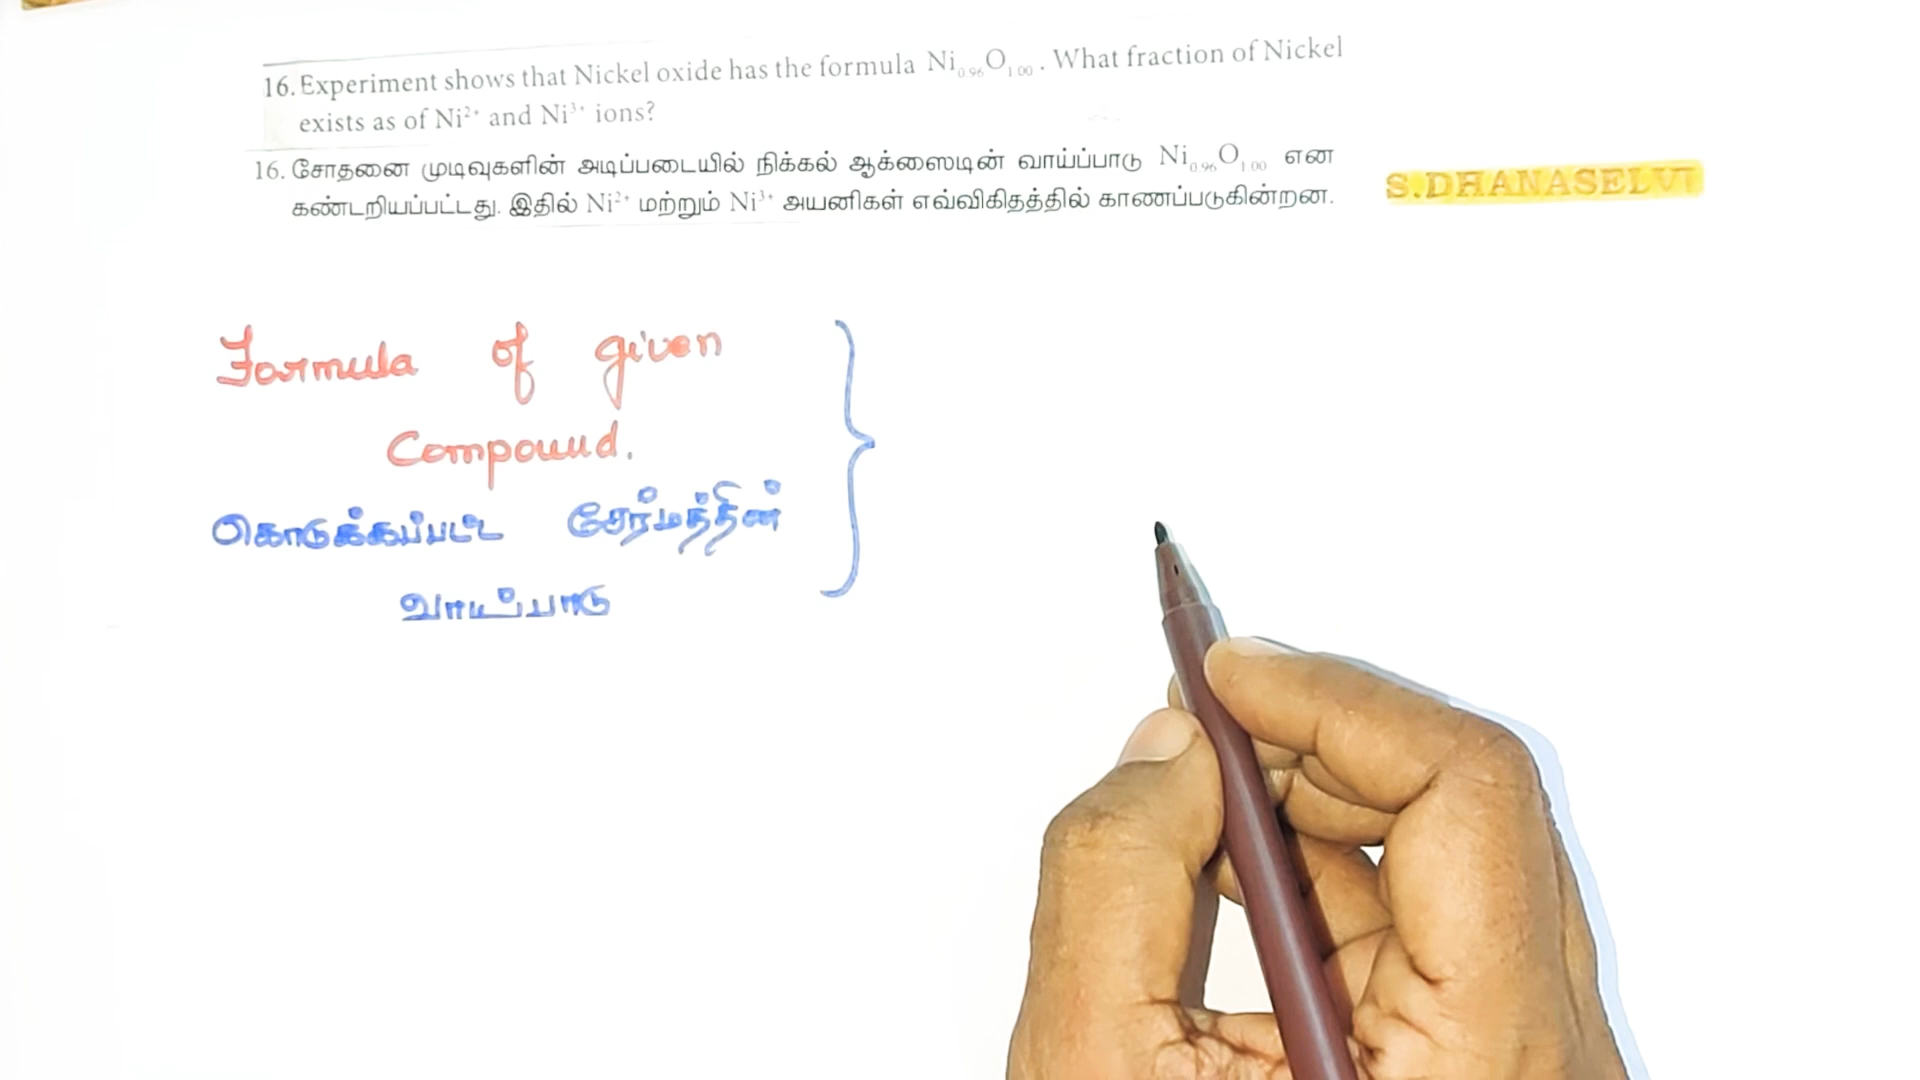 16. Experiment shows that Nickel oxide has the formula Ni₀.₉₆O₁.₀₀. What fraction of Nickel
exists as of Ni²⁺ and Ni³⁺ ions?
16. சோதனை முடிவுகளின் அடிப்படையில் நிக்கல் ஆக்ஸைடின் வாய்ப்பாடு Ni₀.₉₆O₁.₀₀ என
கண்டறியப்பட்டது. இதில் Ni²⁺ மற்றும் Ni³⁺ அயனிகள் எவ்விகிதத்தில் காணப்படுகின்றன.
S.DHANASELVI
Formula of given
Compound.
கொடுக்கப்பட்ட சேர்மத்தின்
வாய்ப்பாடு